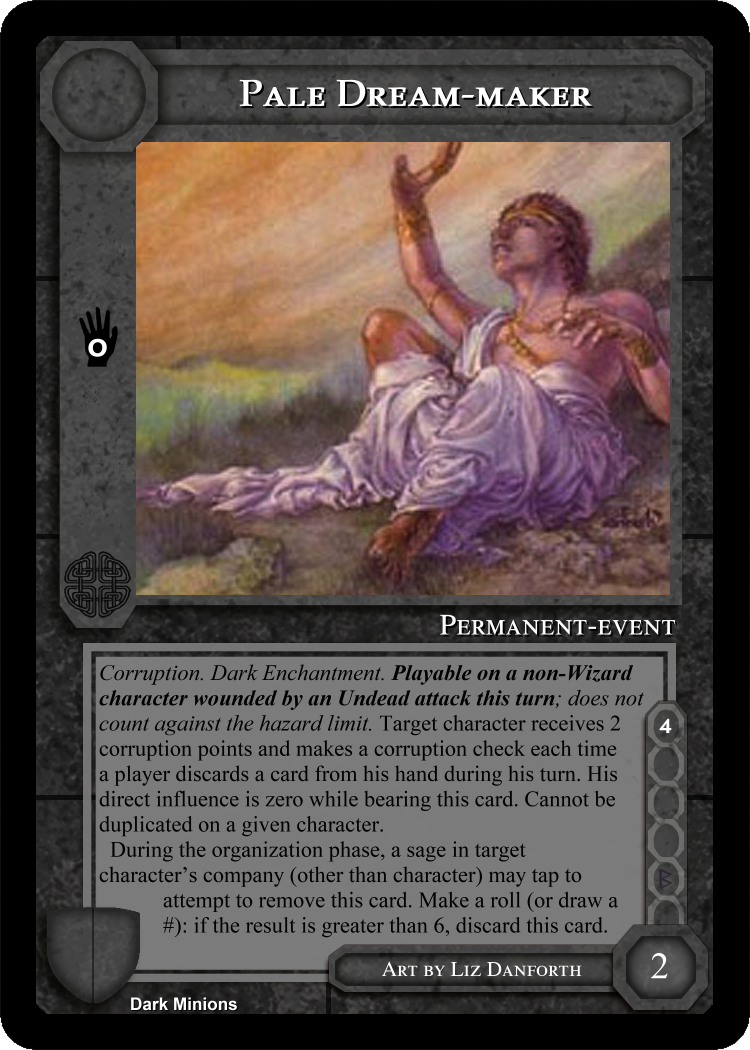 Pale Dream-maker
O
Permanent-event
Corruption. Dark Enchantment. Playable on a non-Wizard
character wounded by an Undead attack this turn; does not
count against the hazard limit. Target character receives 2
corruption points and makes a corruption check each time
a player discards a card from his hand during his turn. His
direct influence is zero while bearing this card. Cannot be
duplicated on a given character.
During the organization phase, a sage in target
character's company (other than character) may tap to
attempt to remove this card. Make a roll (or draw a
#): if the result is greater than 6, discard this card.
4
Art by Liz Danforth
2
Dark Minions